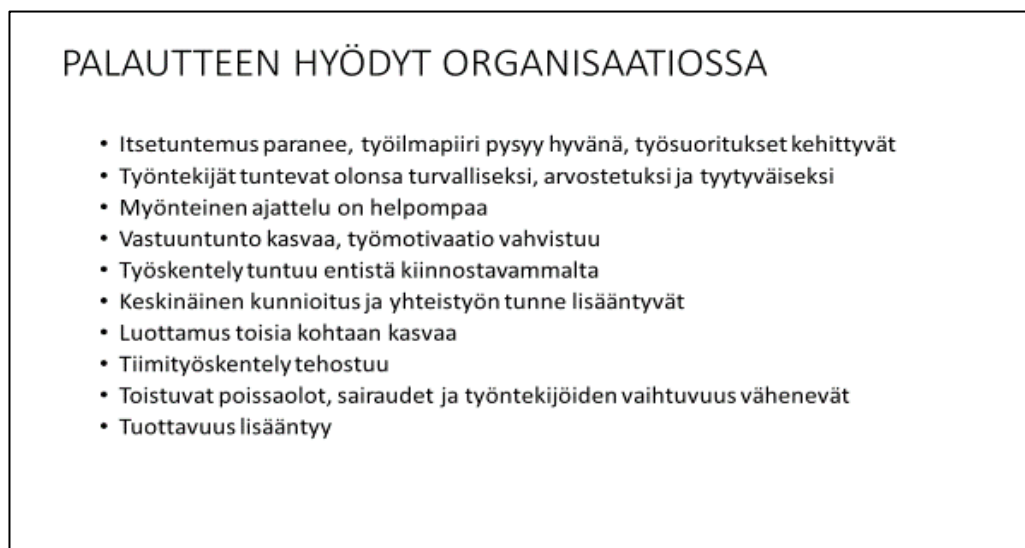 PALAUTTEEN HYÖDYT ORGANISAATIOSSA
• Itsetuntemus paranee, työilmapiiri pysyy hyvänä, työsuoritukset kehittyvät
• Työntekijät tuntevat olonsa turvalliseksi, arvostetuksi ja tyytyväiseksi
• Myönteinen ajattelu on helpompaa
• Vastuuntunto kasvaa, työmotivaatio vahvistuu
• Työskentely tuntuu entistä kiinnostavammalta
• Keskinäinen kunnioitus ja yhteistyön tunne lisääntyvät
• Luottamus toisia kohtaan kasvaa
• Tiimityöskentely tehostuu
• Toistuvat poissaolot, sairaudet ja työntekijöiden vaihtuvuus vähenevät
• Tuottavuus lisääntyy